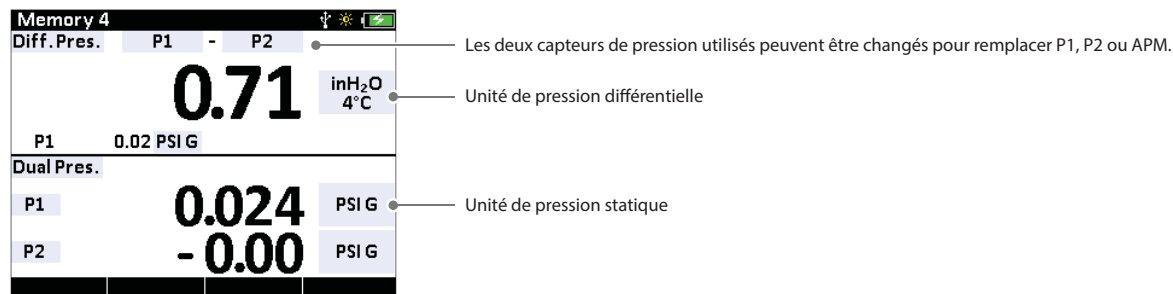 Memory 4
Diff.Pres. P1 - P2
Les deux capteurs de pression utilisés peuvent être changés pour remplacer P1, P2 ou APM.
0.71 inH₂O
4°C
Unité de pression différentielle
P1 0.02 PSI G
Dual Pres.
P1 0.024 PSI G
Unité de pression statique
P2 -0.00 PSI G